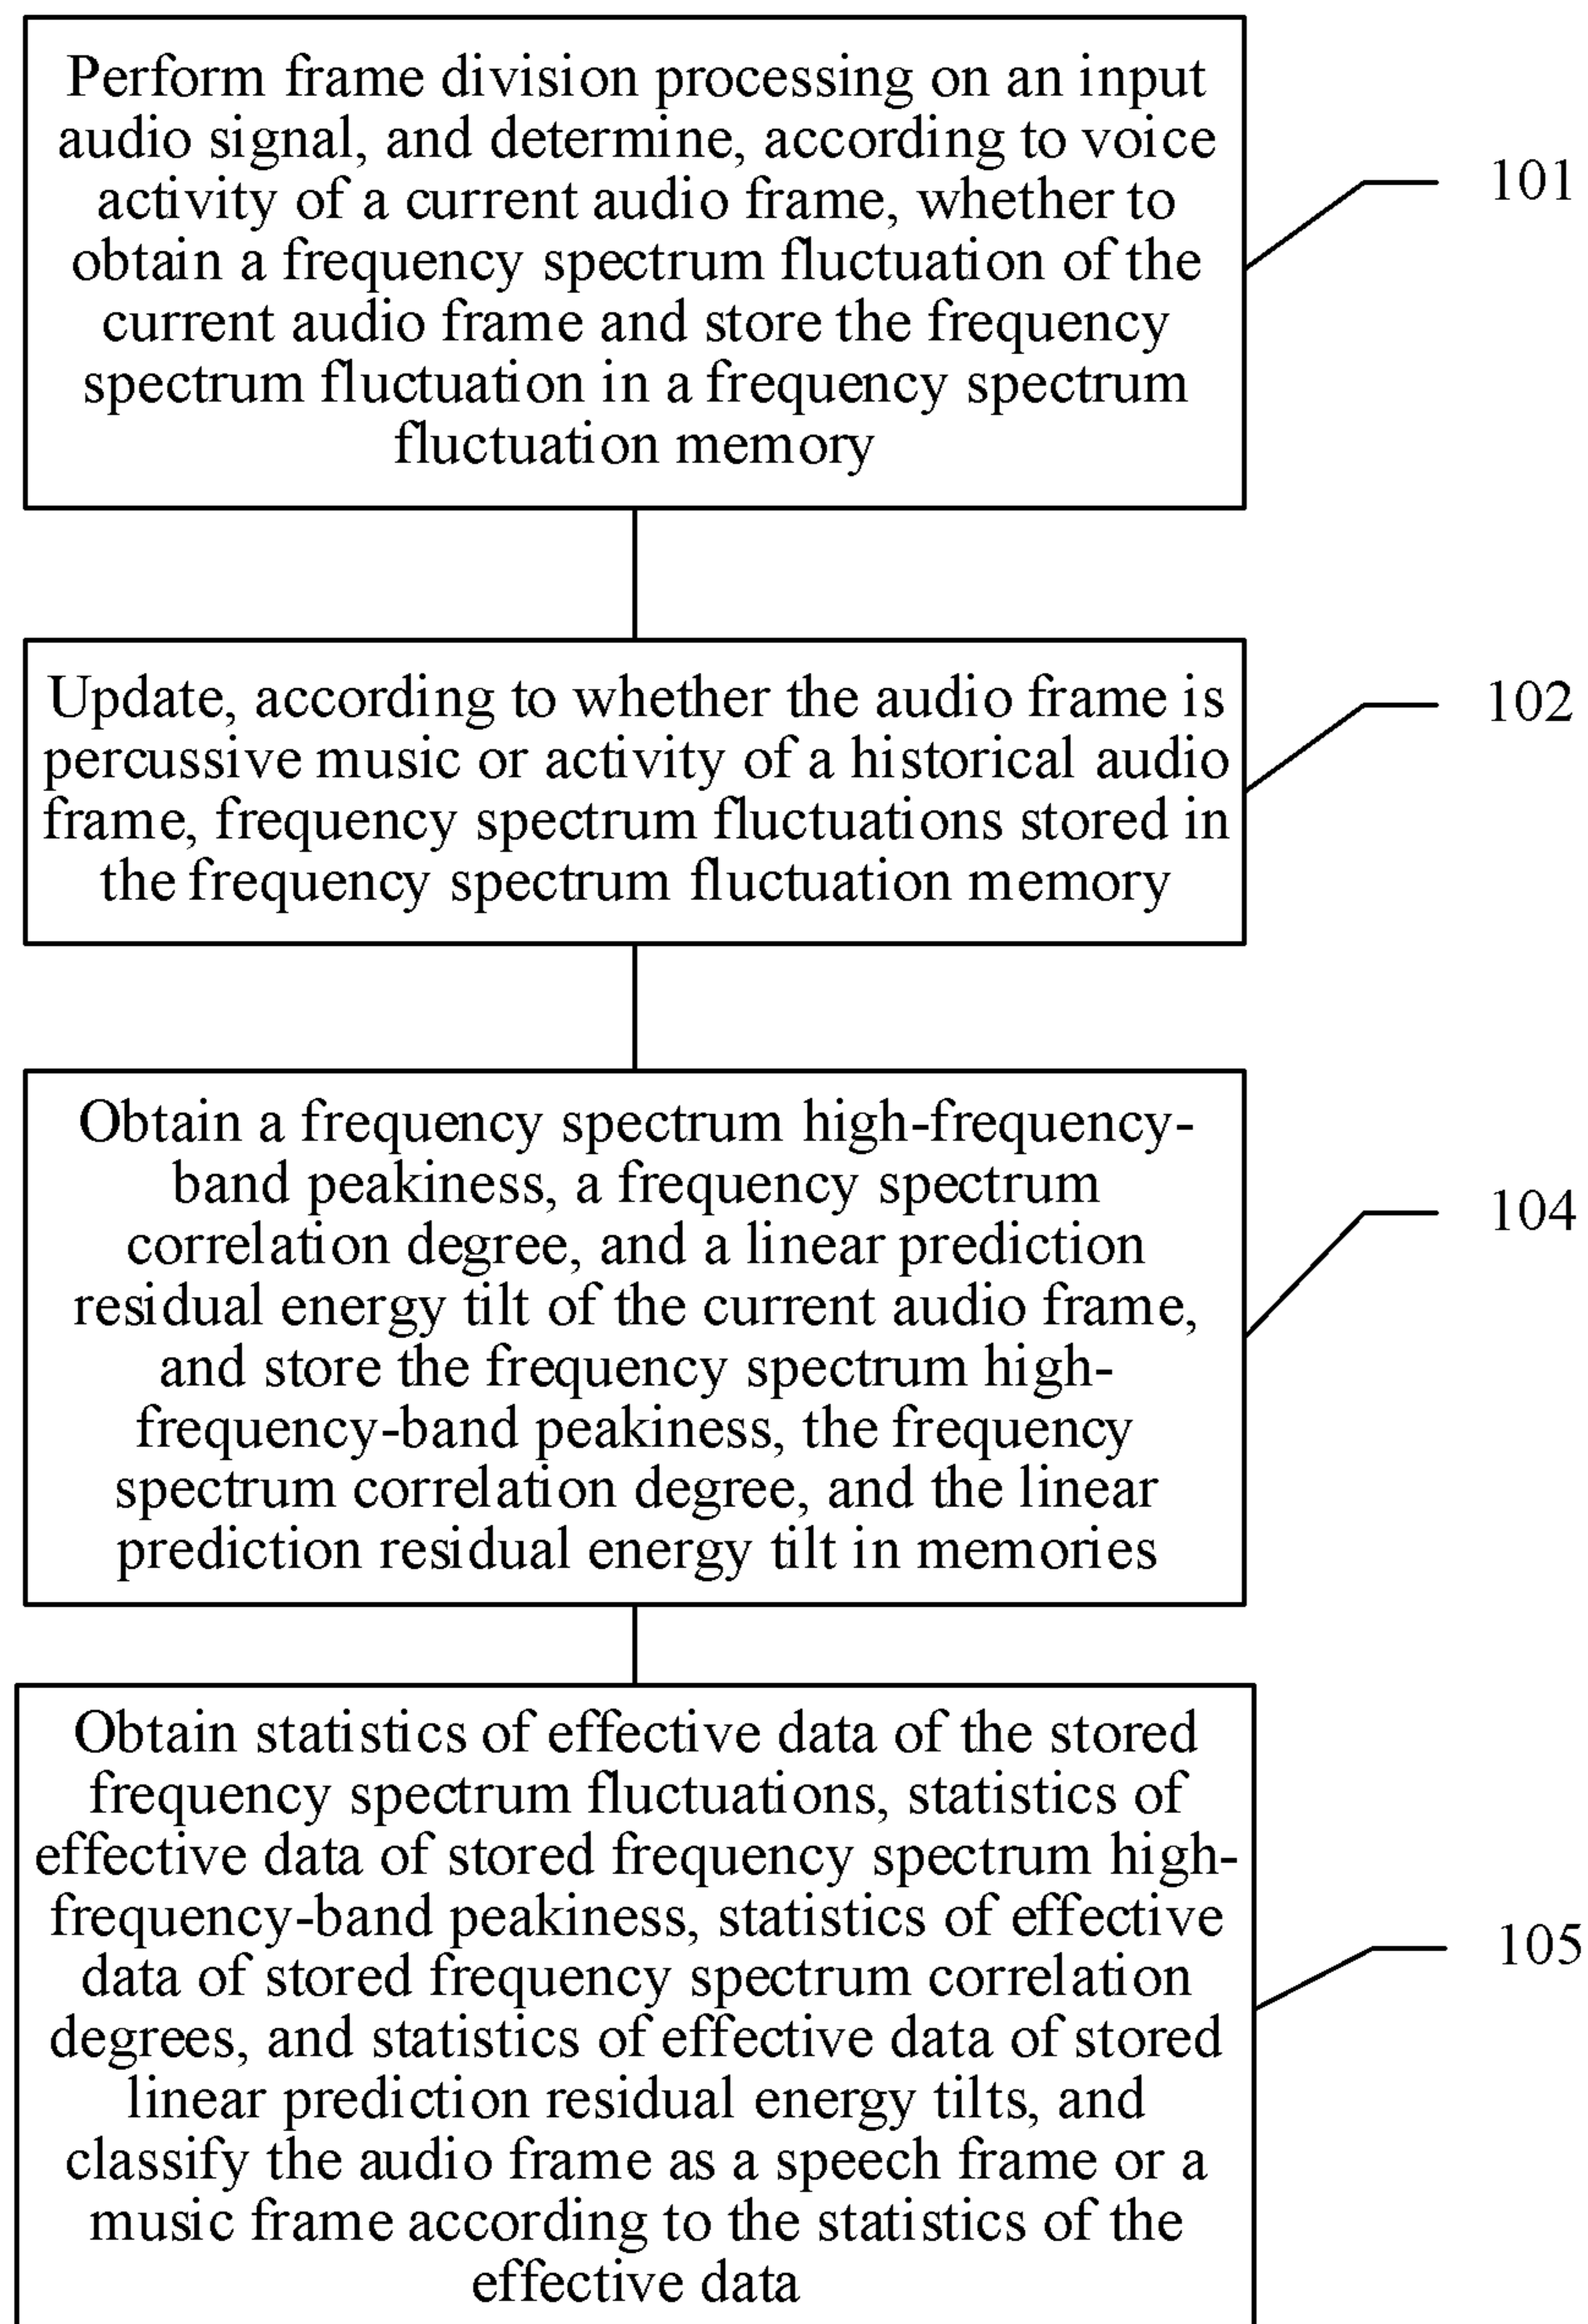 Perform frame division processing on an input
audio signal, and determine, according to voice
activity of a current audio frame, whether to
obtain a frequency spectrum fluctuation of the
current audio frame and store the frequency
spectrum fluctuation in a frequency spectrum
fluctuation memory
101
Update, according to whether the audio frame is
percussive music or activity of a historical audio
frame, frequency spectrum fluctuations stored in
the frequency spectrum fluctuation memory
102
Obtain a frequency spectrum high-frequency-
band peakiness, a frequency spectrum
correlation degree, and a linear prediction
residual energy tilt of the current audio frame,
and store the frequency spectrum high-
frequency-band peakiness, the frequency
spectrum correlation degree, and the linear
prediction residual energy tilt in memories
104
Obtain statistics of effective data of the stored
frequency spectrum fluctuations, statistics of
effective data of stored frequency spectrum high-
frequency-band peakiness, statistics of effective
data of stored frequency spectrum correlation
degrees, and statistics of effective data of stored
linear prediction residual energy tilts, and
classify the audio frame as a speech frame or a
music frame according to the statistics of the
effective data
105